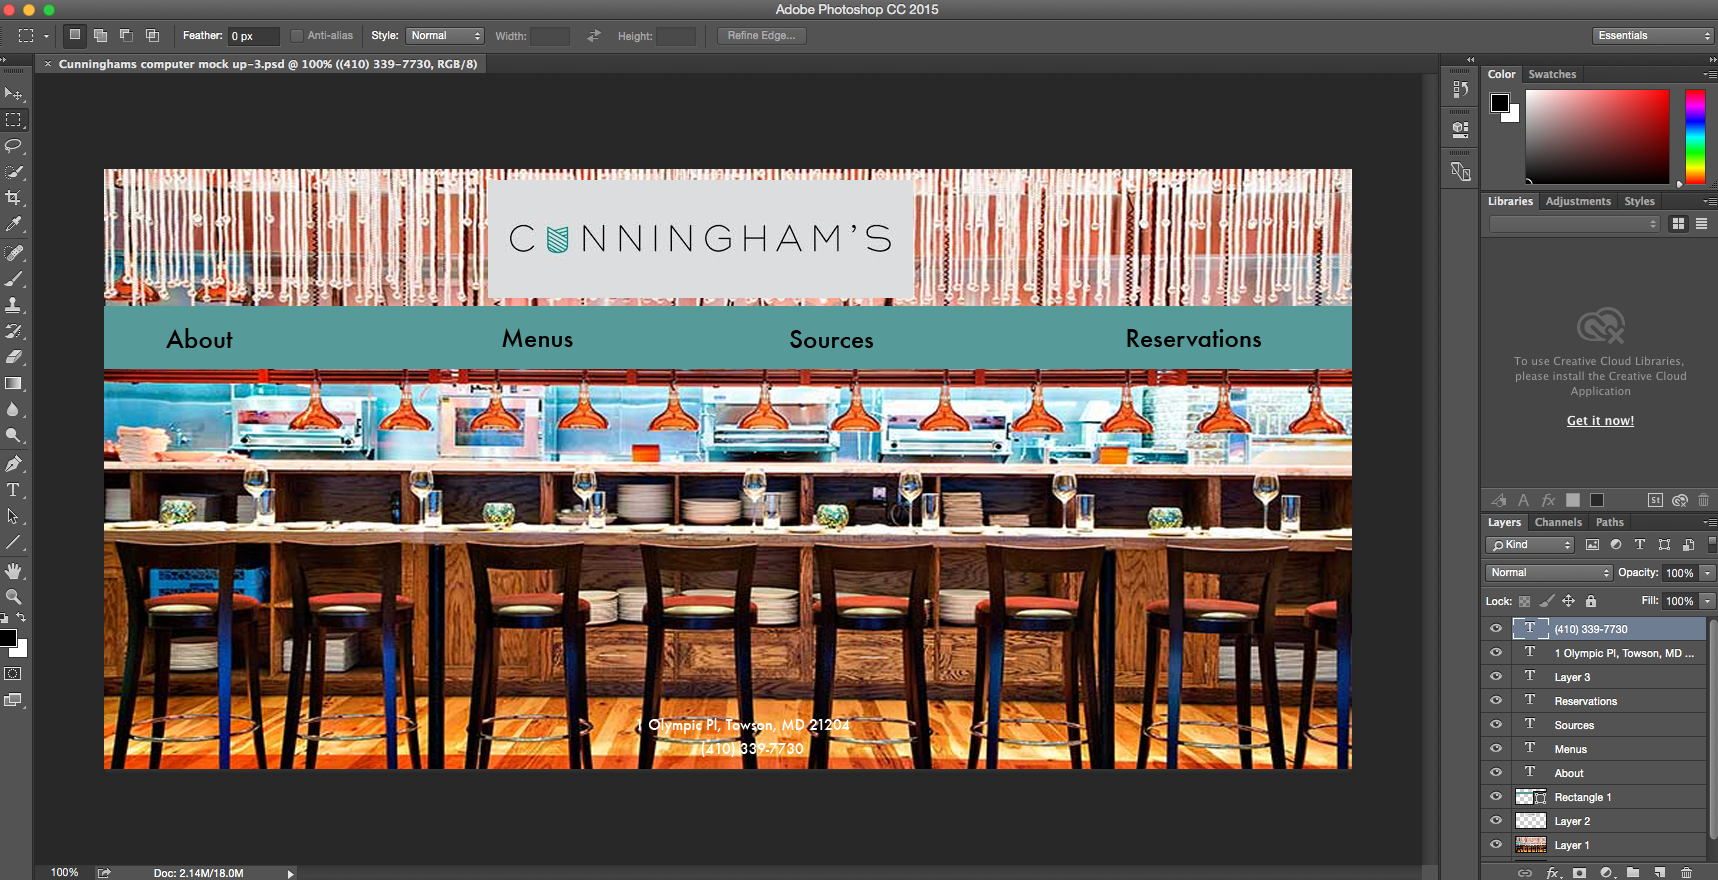 Adobe Photoshop CC 2015
Feather: 0 px Anti-alias Style: Normal Width: Height: Refine Edge... Essentials
× Cunninghams computer mock up-3.psd @ 100% ((410) 339-7730, RGB/8)
Color Swatches
Libraries Adjustments Styles
To use Creative Cloud Libraries,
please install the Creative Cloud
Application
Get it now!
CUNNINGHAM'S
About Menus Sources Reservations
1 Olympic Pl, Towson, MD 21204
(410) 339-7730
Layers Channels Paths
Kind
Normal Opacity: 100%
Lock: Fill: 100%
(410) 339-7730
1 Olympic Pl, Towson, MD ...
Layer 3
Reservations
Sources
Menus
About
Rectangle 1
Layer 2
Layer 1
100% Doc: 2.14M/18.0M